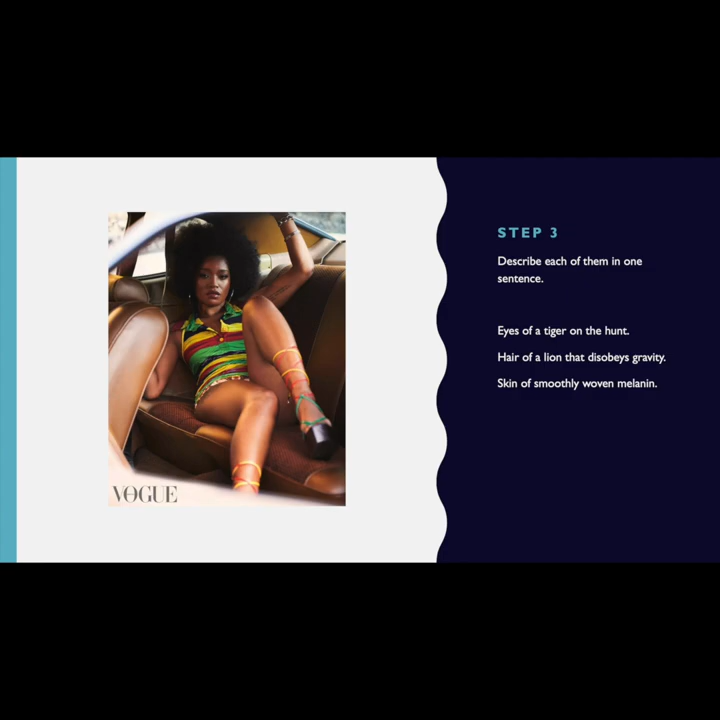 VOGUE
STEP 3
Describe each of them in one
sentence.
Eyes of a tiger on the hunt.
Hair of a lion that disobeys gravity.
Skin of smoothly woven melanin.